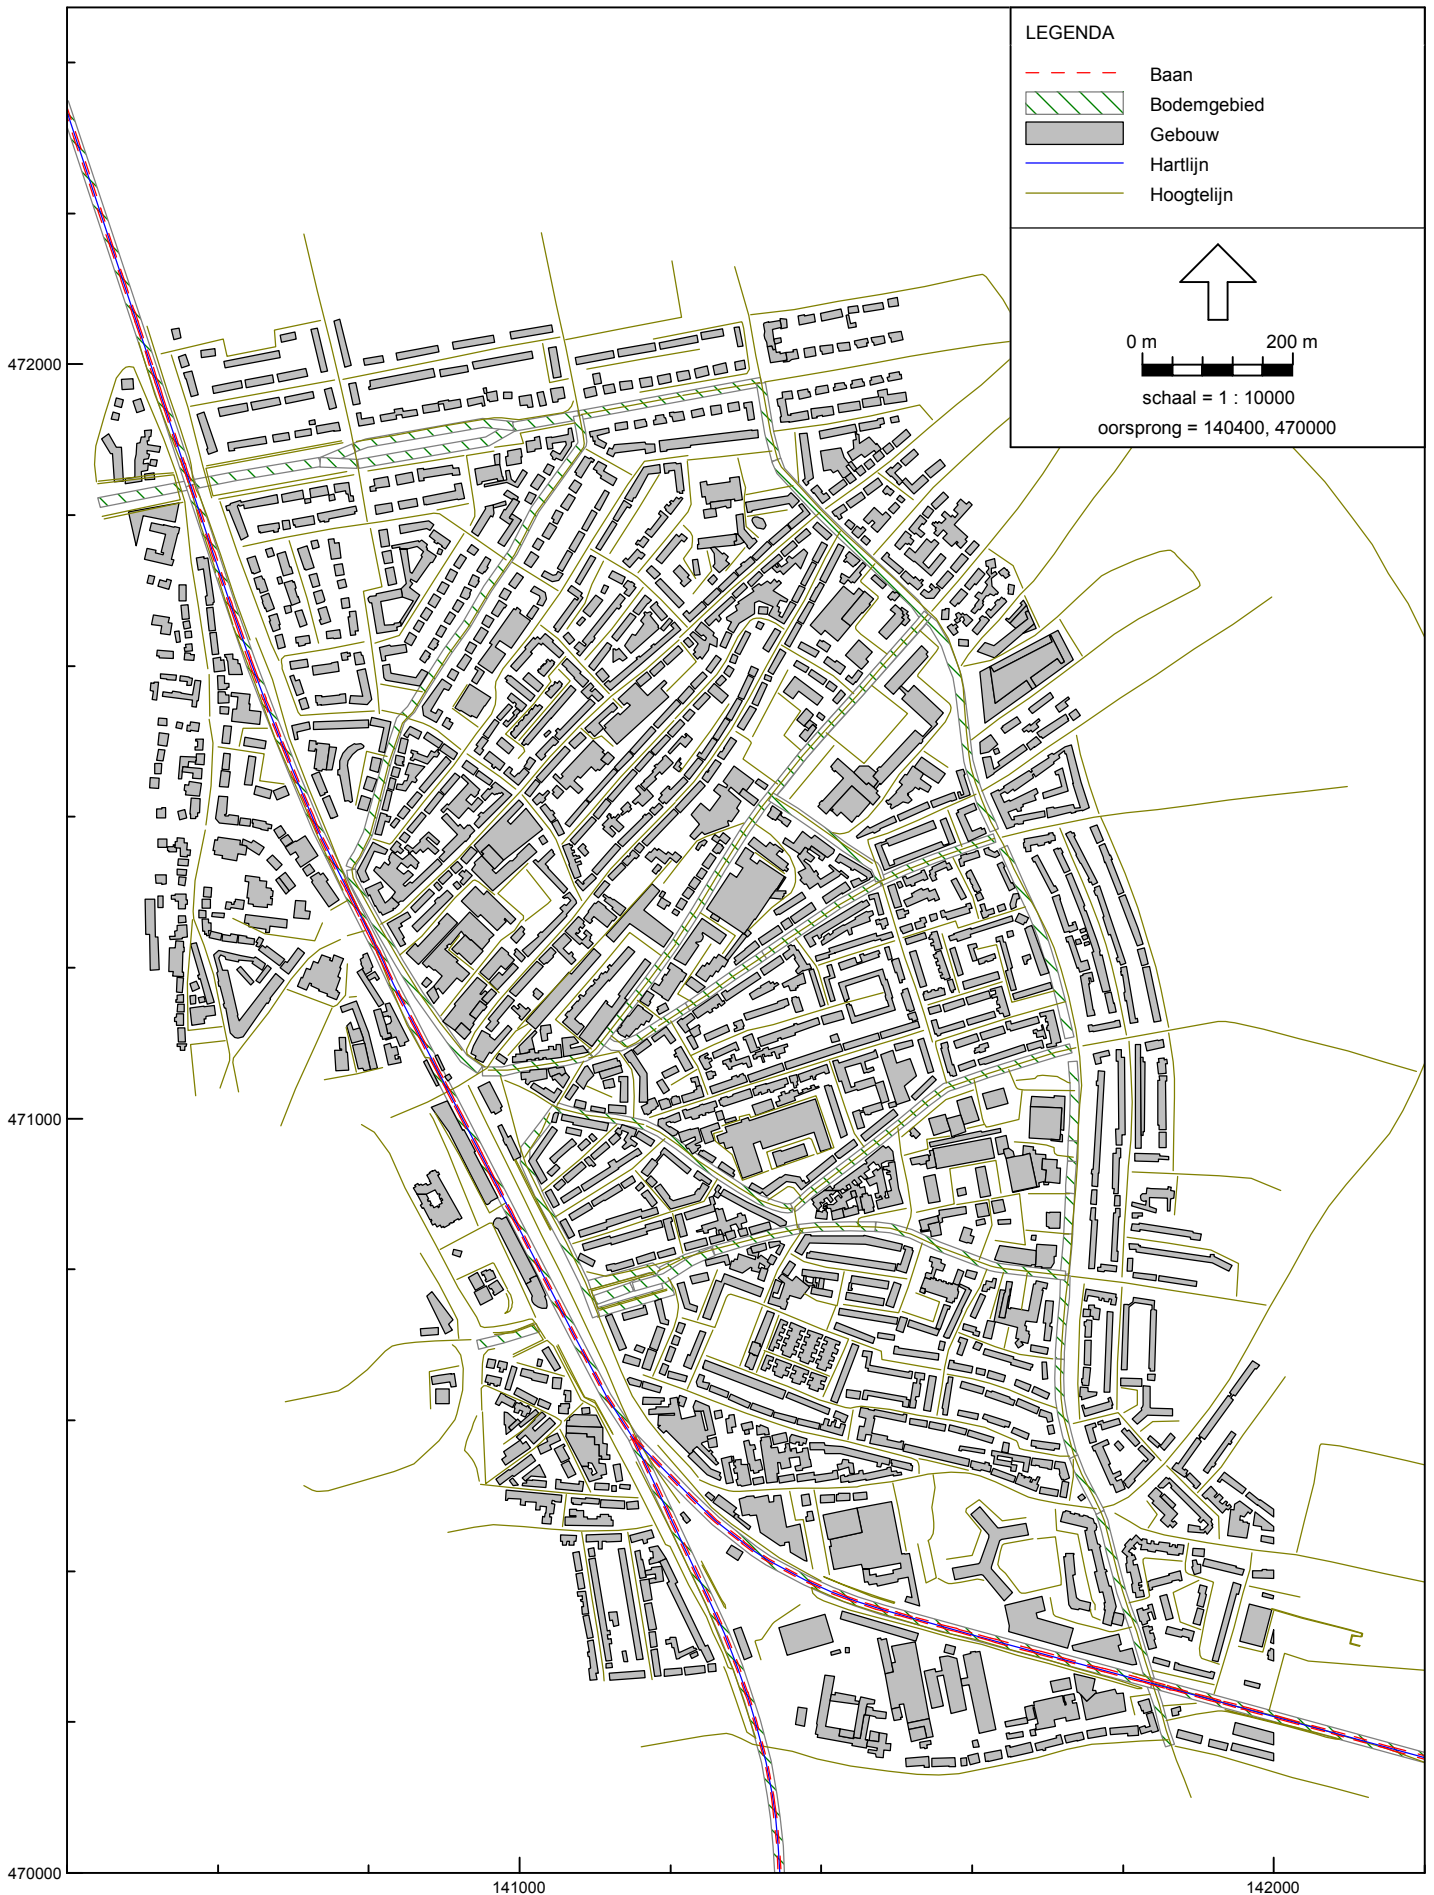 LEGENDA
Baan
Bodemgebied
Gebouw
Hartlijn
Hoogtelijn
0 m 200 m
schaal = 1 : 10000
oorsprong = 140400, 470000
472000
471000
470000
141000 142000